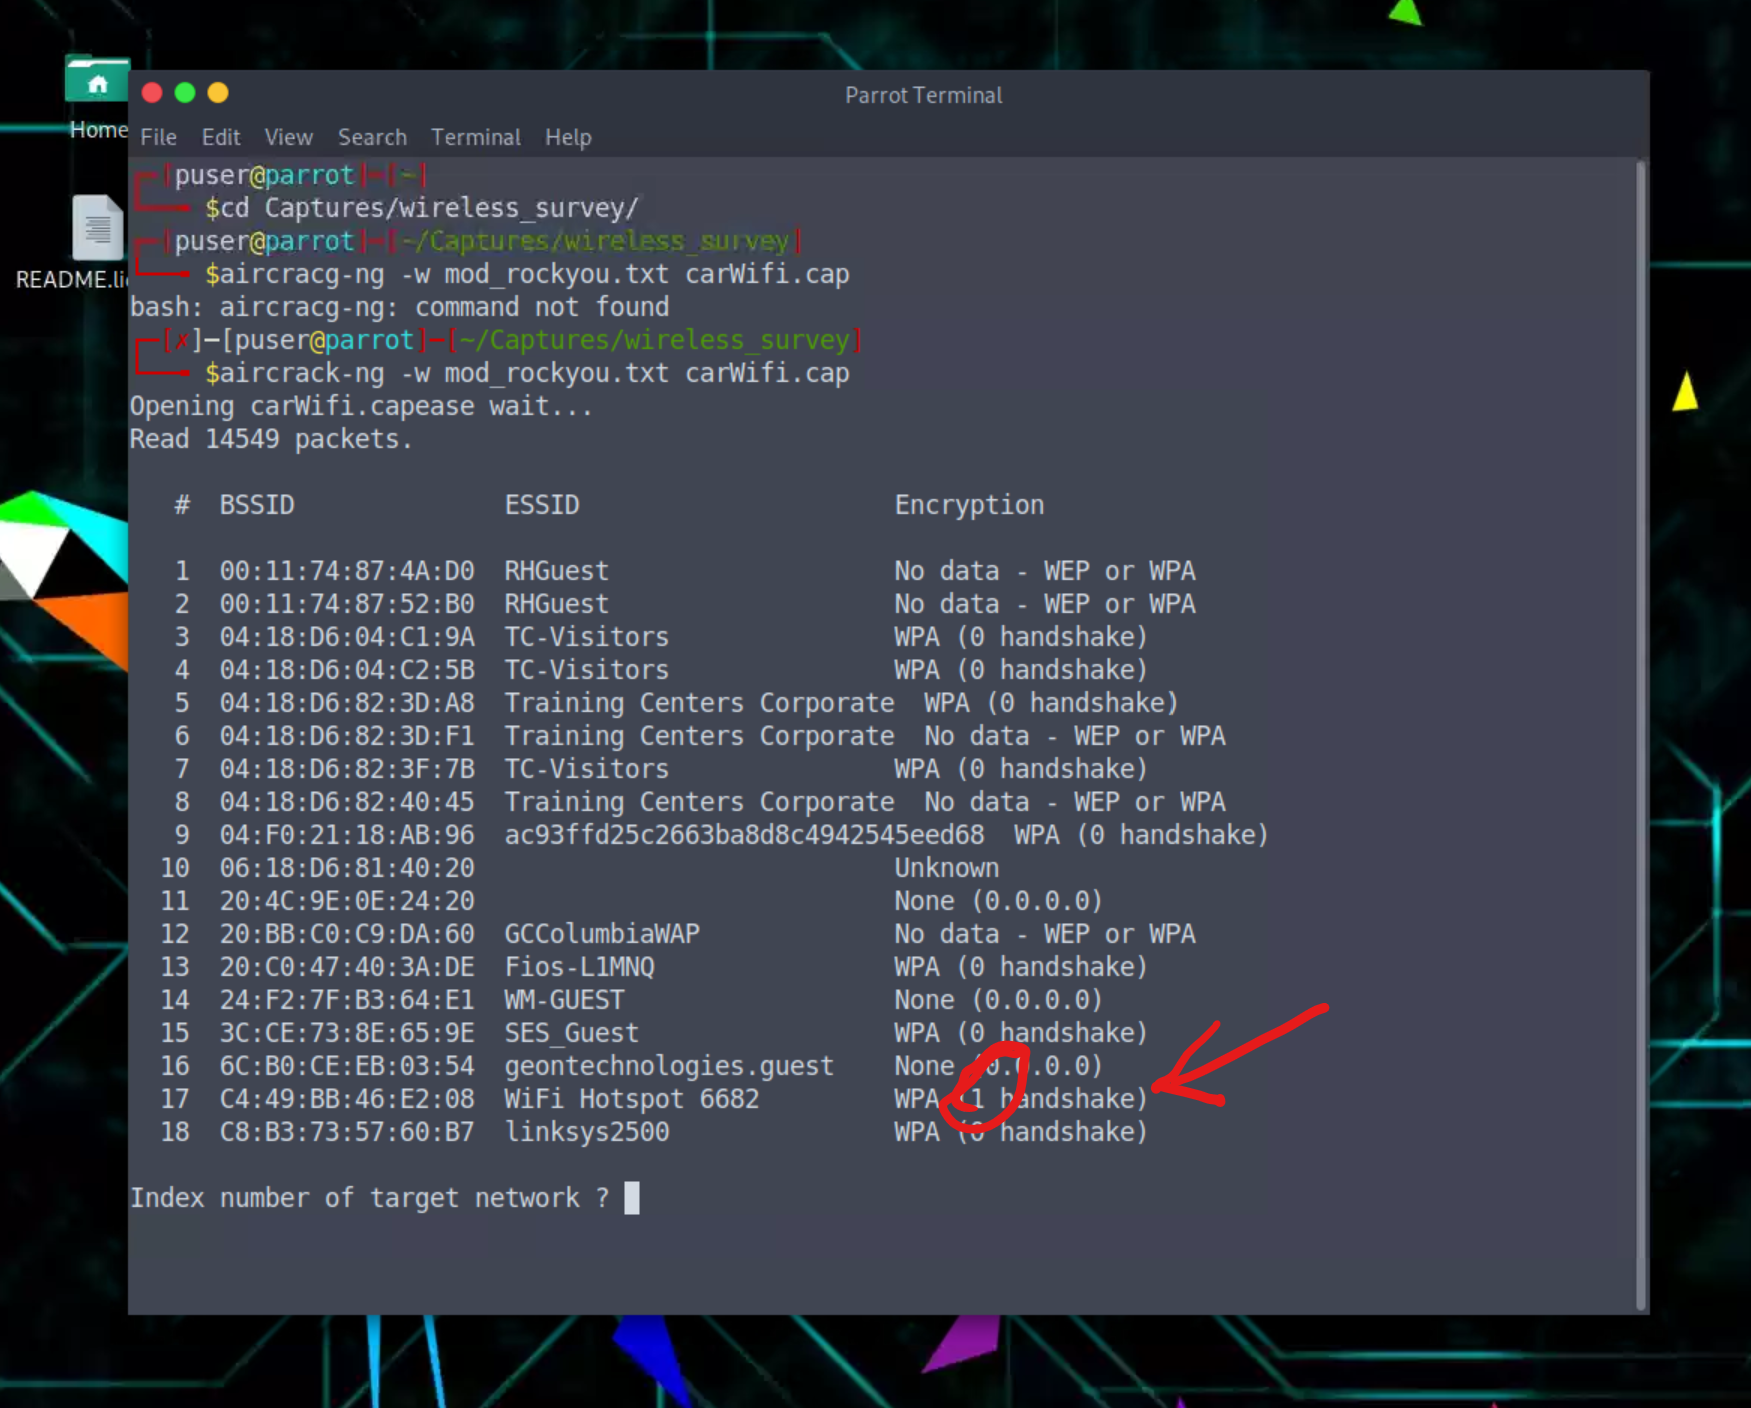 Home
README.li
Parrot Terminal
File Edit View Search Terminal Help
[puser@parrot]─[~]
$cd Captures/wireless_survey/
[puser@parrot]─[~/Captures/wireless_survey]
$aircracg-ng -w mod_rockyou.txt carWifi.cap
bash: aircracg-ng: command not found
[✗]─[puser@parrot]─[~/Captures/wireless_survey]
$aircrack-ng -w mod_rockyou.txt carWifi.cap
Opening carWifi.capease wait...
Read 14549 packets.
# BSSID ESSID Encryption
1 00:11:74:87:4A:D0 RHGuest No data - WEP or WPA
2 00:11:74:87:52:B0 RHGuest No data - WEP or WPA
3 04:18:D6:04:C1:9A TC-Visitors WPA (0 handshake)
4 04:18:D6:04:C2:5B TC-Visitors WPA (0 handshake)
5 04:18:D6:82:3D:A8 Training Centers Corporate WPA (0 handshake)
6 04:18:D6:82:3D:F1 Training Centers Corporate No data - WEP or WPA
7 04:18:D6:82:3F:7B TC-Visitors WPA (0 handshake)
8 04:18:D6:82:40:45 Training Centers Corporate No data - WEP or WPA
9 04:F0:21:18:AB:96 ac93ffd25c2663ba8d8c4942545eed68 WPA (0 handshake)
10 06:18:D6:81:40:20 Unknown
11 20:4C:9E:0E:24:20 None (0.0.0.0)
12 20:BB:C0:C9:DA:60 GCColumbiaWAP No data - WEP or WPA
13 20:C0:47:40:3A:DE Fios-L1MNQ WPA (0 handshake)
14 24:F2:7F:B3:64:E1 WM-GUEST None (0.0.0.0)
15 3C:CE:73:8E:65:9E SES_Guest WPA (0 handshake)
16 6C:B0:CE:EB:03:54 geontechnologies.guest None (0.0.0.0)
17 C4:49:BB:46:E2:08 WiFi Hotspot 6682 WPA (1 handshake)
18 C8:B3:73:57:60:B7 linksys2500 WPA (0 handshake)
Index number of target network ?